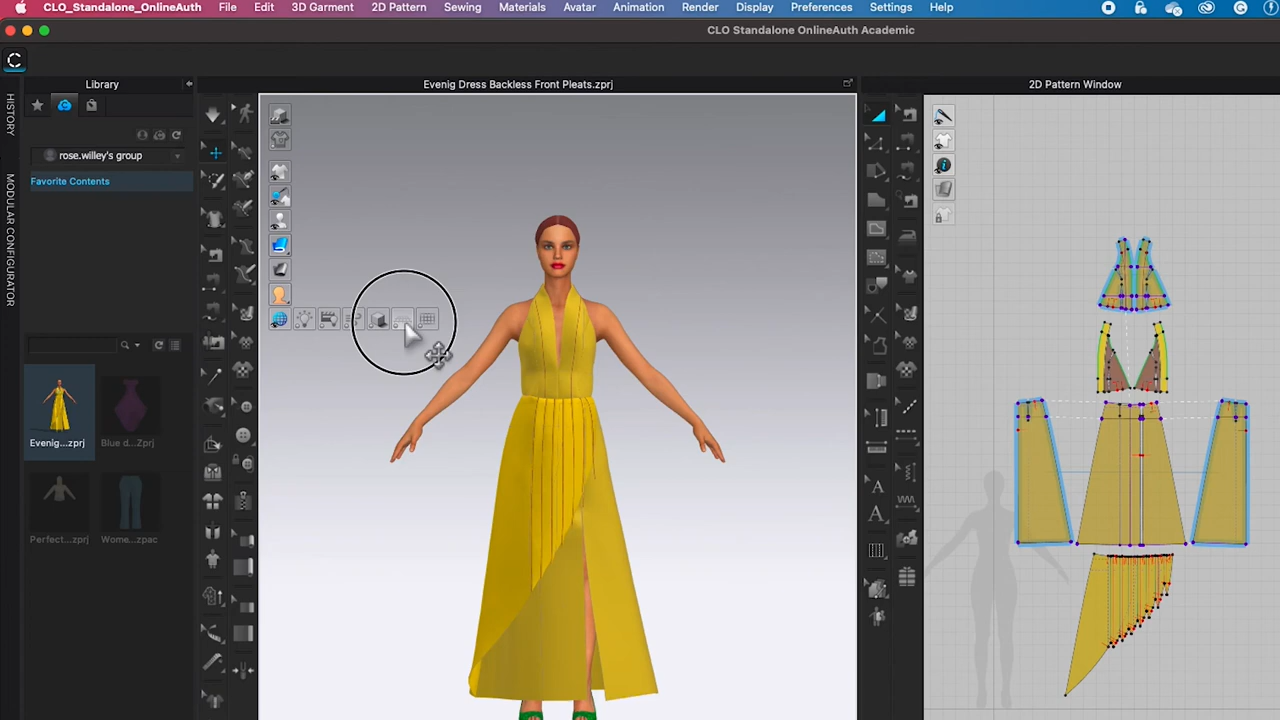 CLO_Standalone_OnlineAuth File Edit 3D Garment 2D Pattern Sewing Materials Avatar Animation Render Display Preferences Settings Help
CLO Standalone OnlineAuth Academic
Library
Evenig Dress Backless Front Pleats.zprj
2D Pattern Window
HISTORY
MODULAR CONFIGURATOR
rose.willey's group
Favorite Contents
Evenig...zprj
Blue d...Zprj
Perfect...zprj
Wome...zpac
A
A